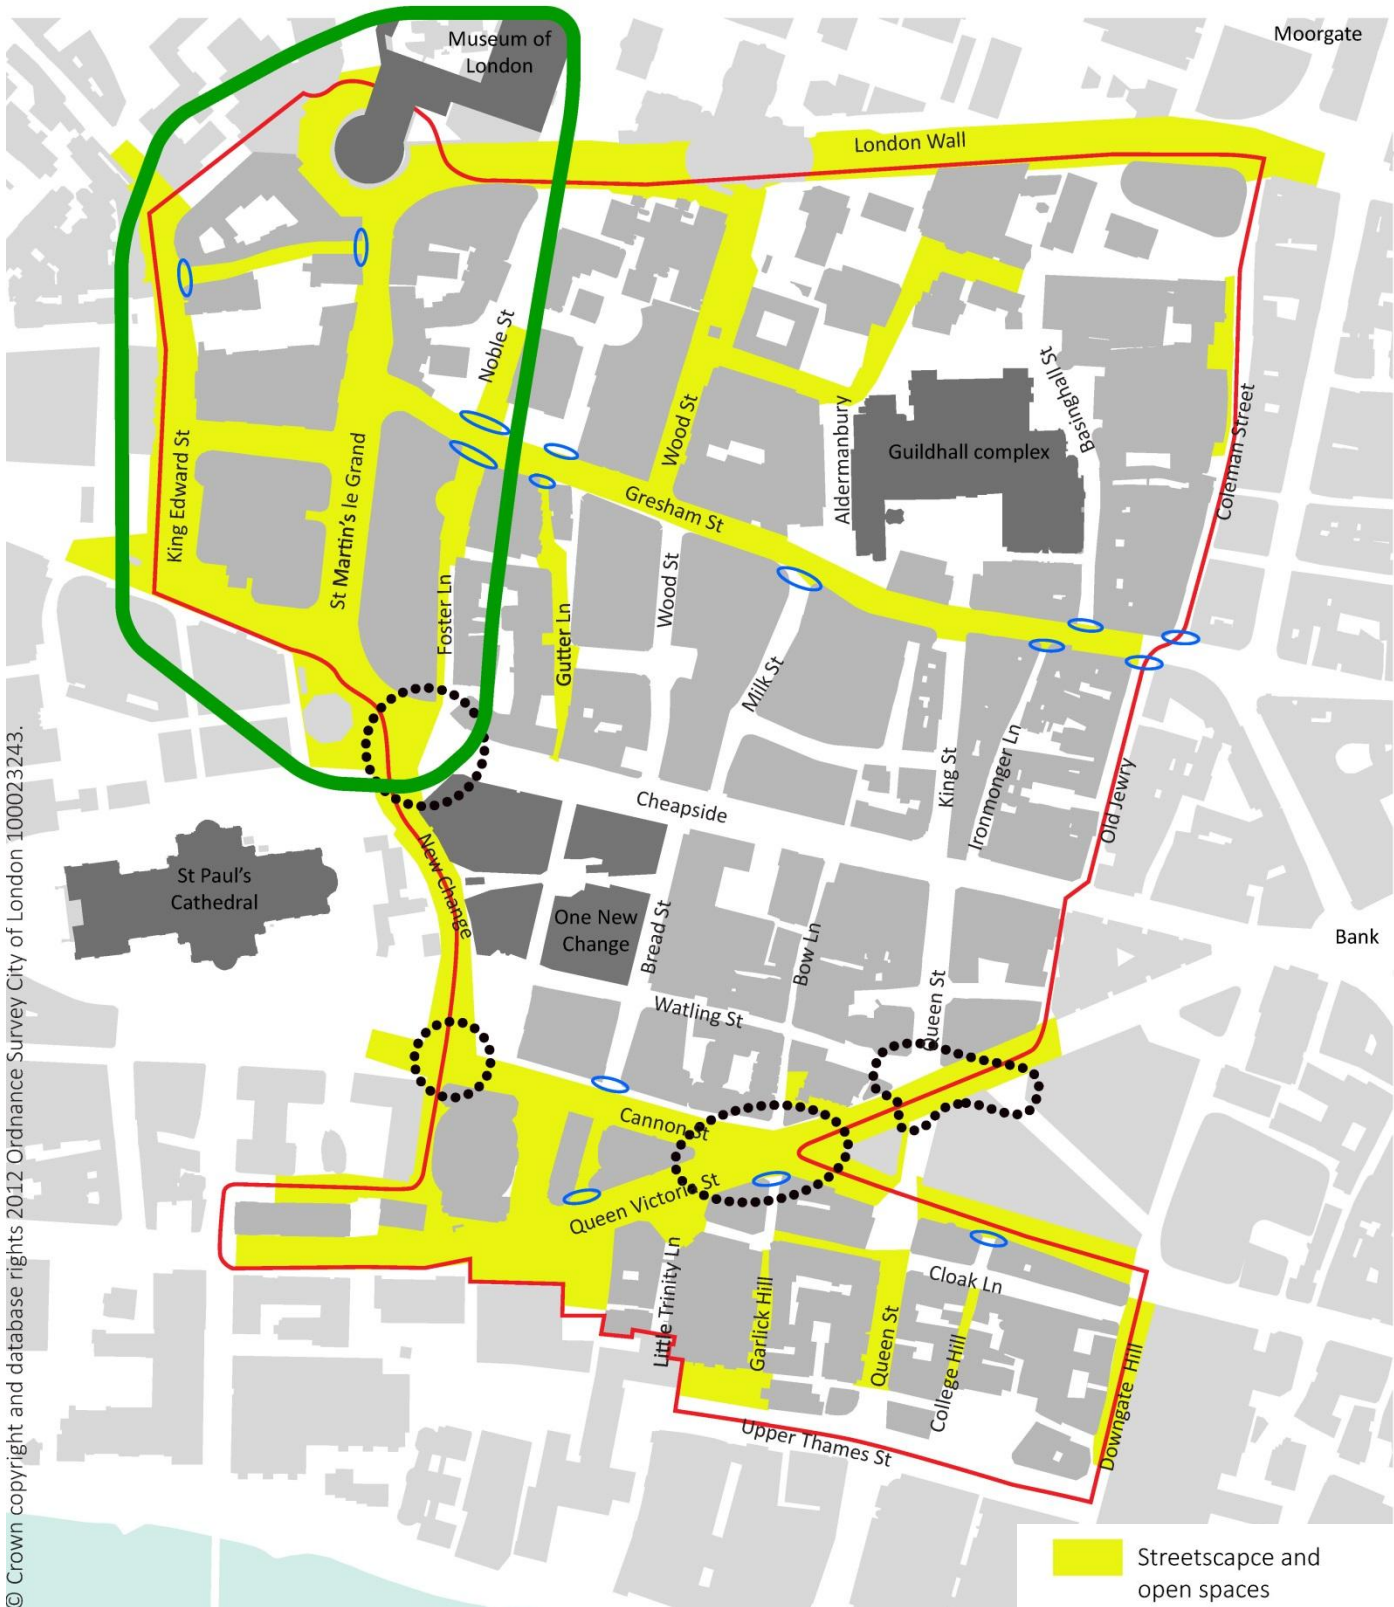 Moorgate
Museum of
London
London Wall
Noble St
Wood St
Basinghall St
Aldermanbury
Guildhall complex
Coleman Street
King Edward St
St Martin's le Grand
Gresham St
Foster Ln
Gutter Ln
Wood St
Milk St
King St
Ironmonger Ln
Old Jewry
Cheapside
New Change
St Paul's
Cathedral
One New
Change
Bread St
Bow Ln
Queen St
Bank
Watling St
Cannon St
Queen Victoria St
Little Trinity Ln
Garlick Hill
Queen St
Cloak Ln
College Hill
Downgate Hill
Upper Thames St
© Crown copyright and database rights 2012 Ordnance Survey City of London 100023243.
Streetscapce and
open spaces